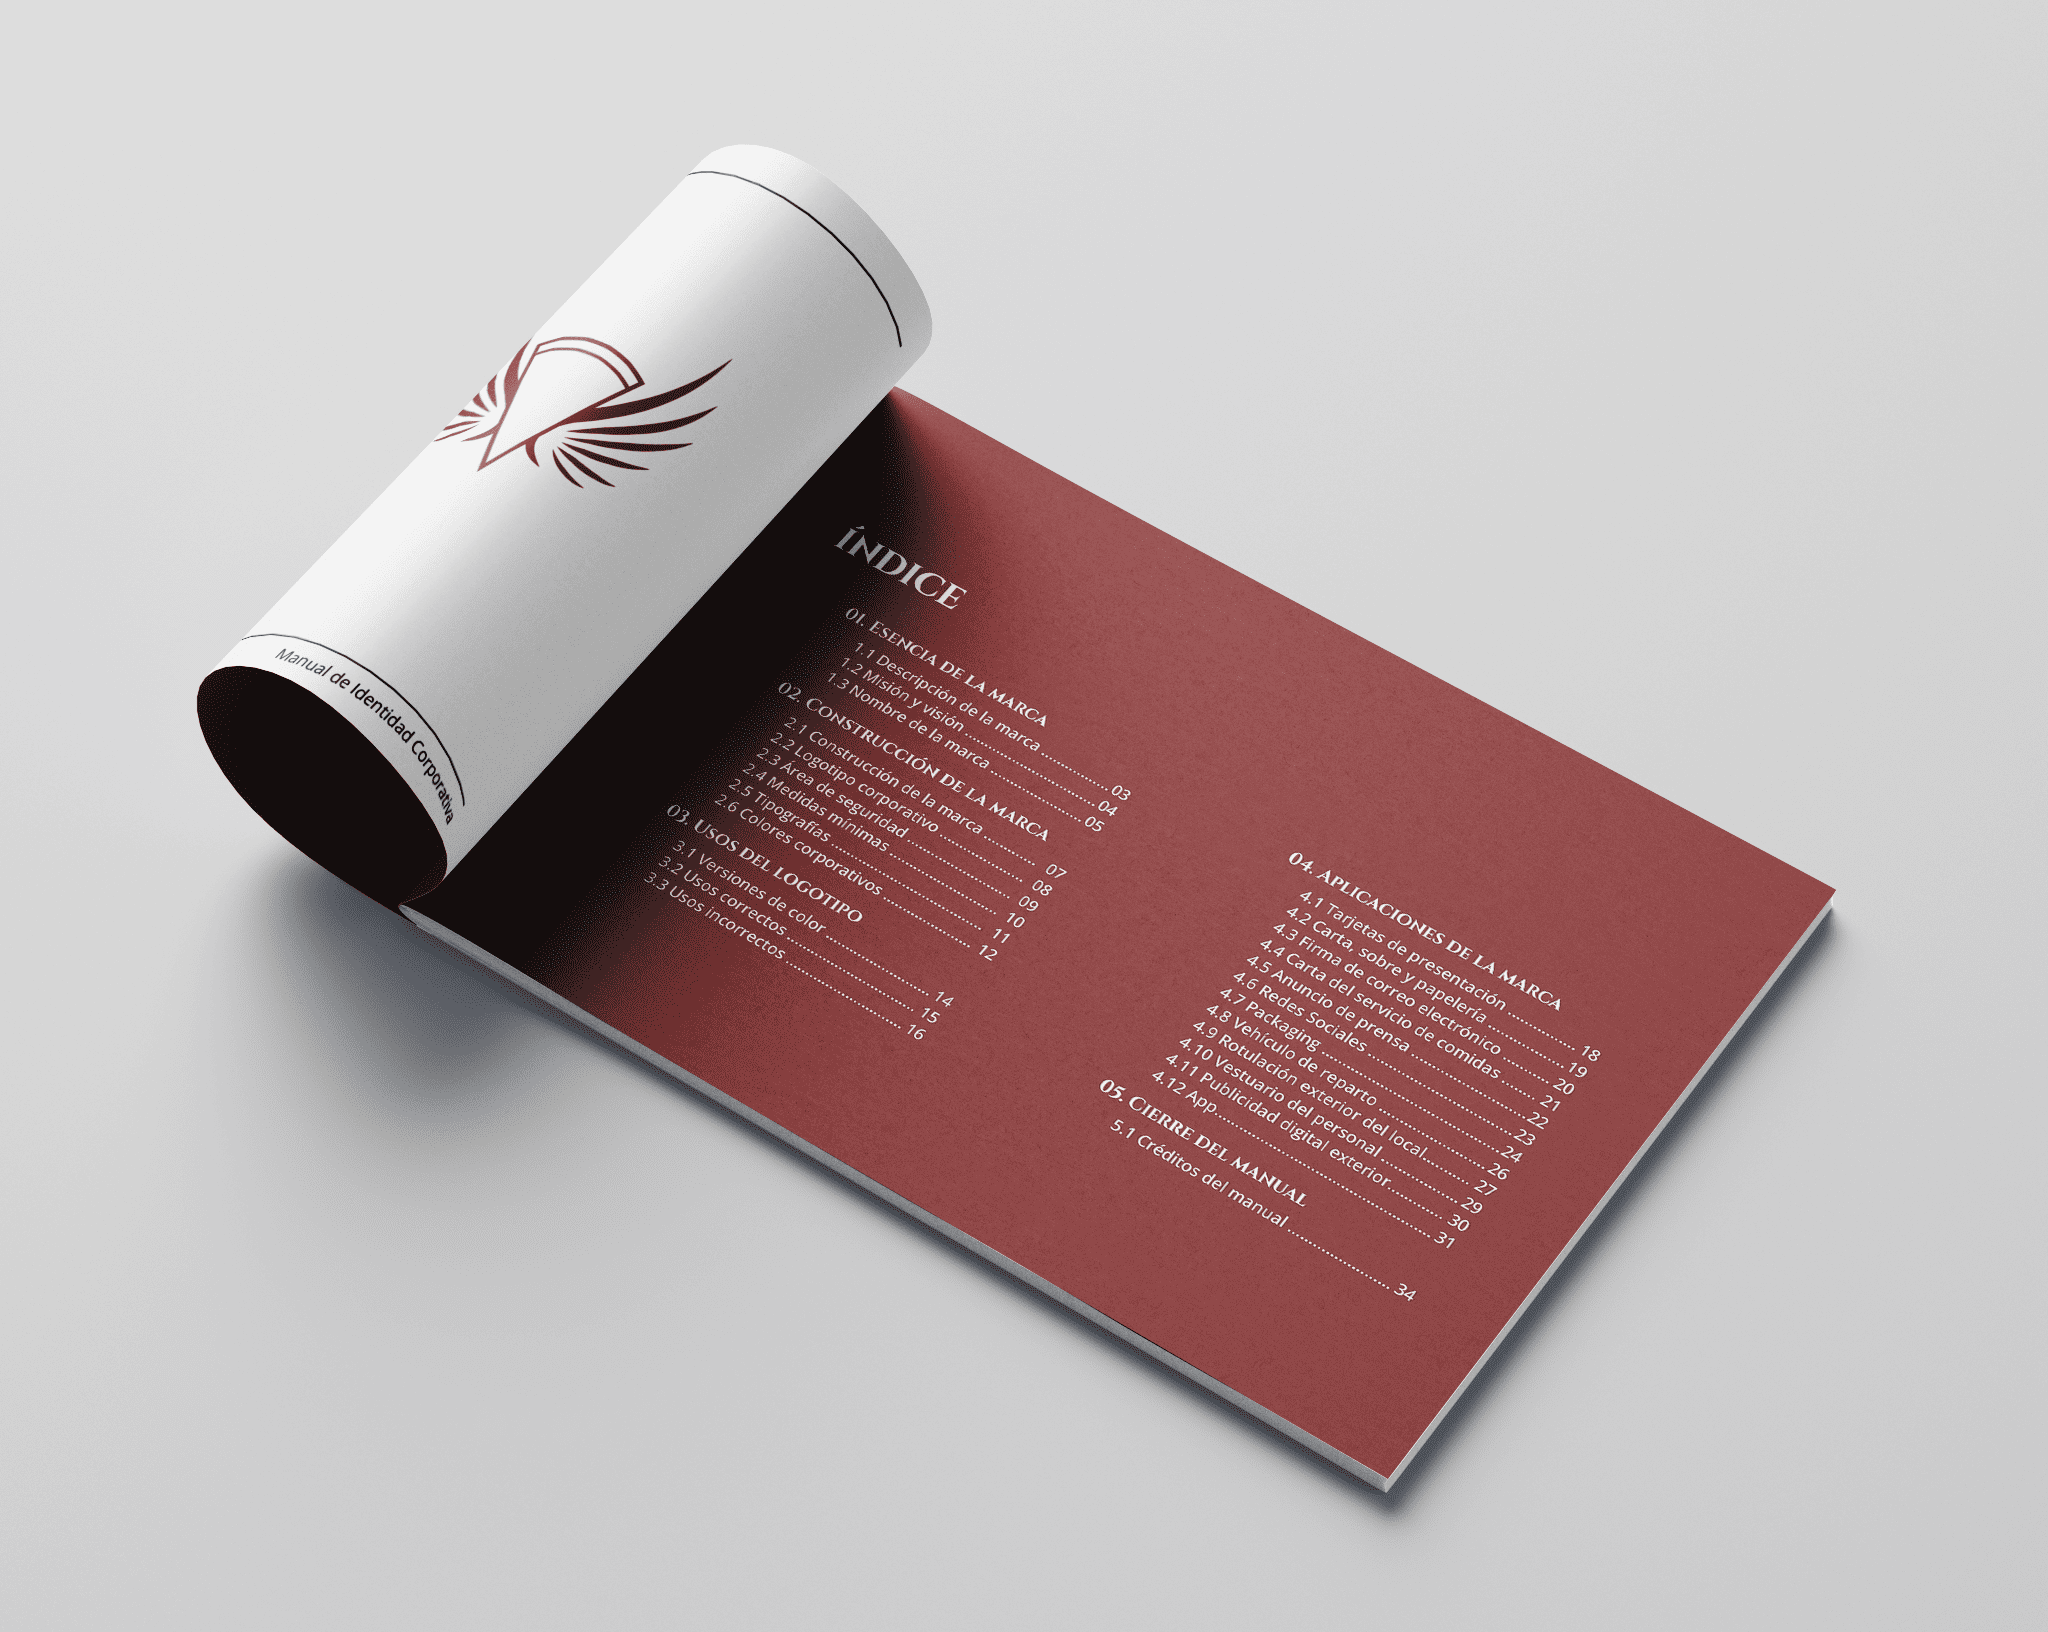 Manual de Identidad Corporativa
ÍNDICE
01. ESENCIA DE LA MARCA
1.1 Descripción de la marca ............... 03
1.2 Misión y visión ............... 04
1.3 Nombre de la marca ............... 05
02. CONSTRUCCIÓN DE LA MARCA
2.1 Construcción de la marca ............... 07
2.2 Logotipo corporativo ............... 08
2.3 Área de seguridad ............... 09
2.4 Medidas mínimas ............... 10
2.5 Tipografías ............... 11
2.6 Colores corporativos ............... 12
03. USOS DEL LOGOTIPO
3.1 Versiones de color ............... 14
3.2 Usos correctos ............... 15
3.3 Usos incorrectos ............... 16
04. APLICACIONES DE LA MARCA
4.1 Tarjetas de presentación ............... 18
4.2 Carta, sobre y papelería ............... 19
4.3 Firma de correo electrónico ............... 20
4.4 Carta del servicio de comidas ............... 21
4.5 Anuncio de prensa ............... 22
4.6 Redes Sociales ............... 23
4.7 Packaging ............... 24
4.8 Vehículo de reparto ............... 26
4.9 Rotulación exterior del local ............... 27
4.10 Vestuario del personal ............... 29
4.11 Publicidad digital exterior ............... 30
4.12 App ............... 31
05. CIERRE DEL MANUAL
5.1 Créditos del manual ............... 34